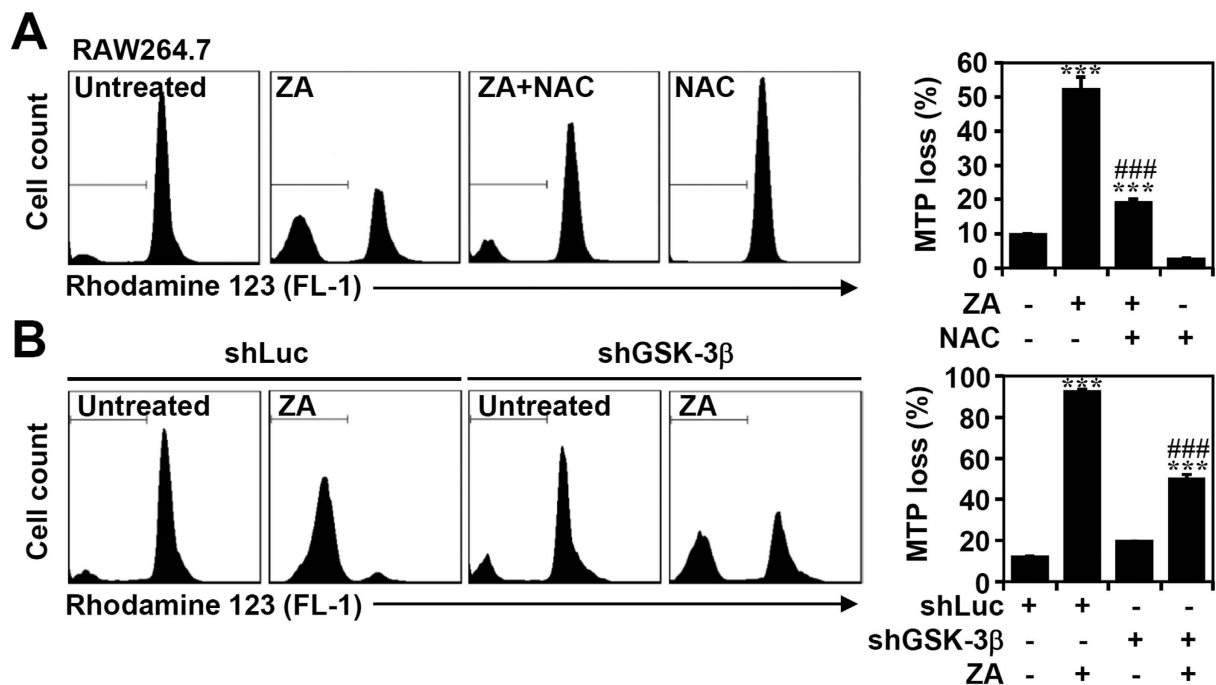 A
RAW264.7
Untreated ZA ZA+NAC NAC
Cell count
Rhodamine 123 (FL-1)
MTP loss (%)
60
50
40
30
20
10
0
***
###
***
ZA - + + -
NAC - - + +
B
shLuc shGSK-3β
Untreated ZA Untreated ZA
Cell count
Rhodamine 123 (FL-1)
MTP loss (%)
100
80
60
40
20
0
***
###
***
shLuc + + - -
shGSK-3β - - + +
ZA - + - +